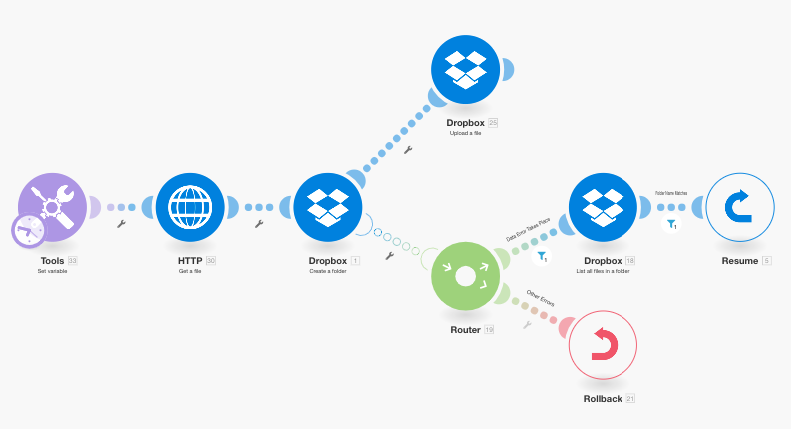 Dropbox 25
Upload a file
Tools 33
Set variable
HTTP 30
Get a file
Dropbox 1
Create a folder
Data Error Takes Place
1
Dropbox 18
List all files in a folder
Folder Name Matches
1
Resume 5
Router 19
Other Errors
Rollback 21